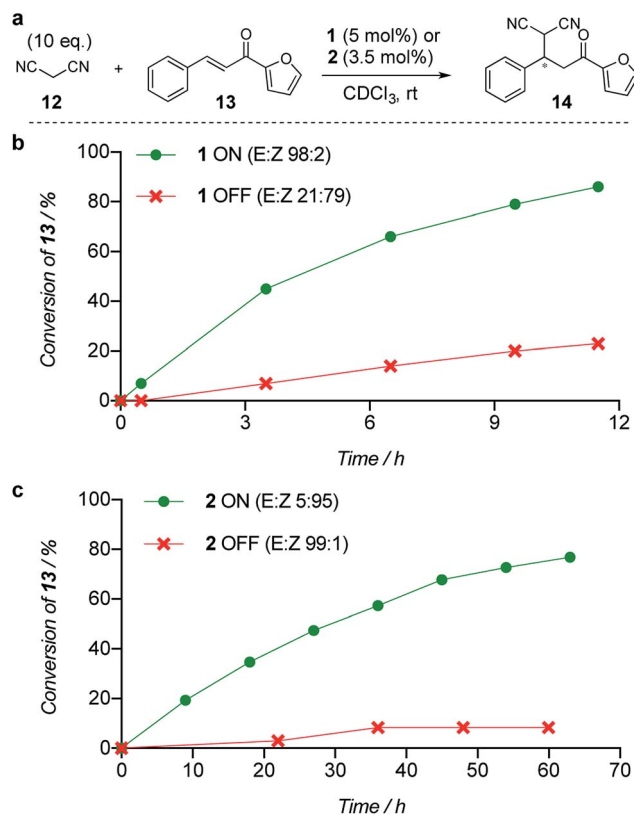 a
(10 eq.)
NC CN
12
+
O
O
13
1 (5 mol%) or
2 (3.5 mol%)
CDCl3, rt
NC CN
O
O
*
14
b
1 ON (E:Z 98:2)
1 OFF (E:Z 21:79)
Conversion of 13 / %
100
80
60
40
20
0
0 3 6 9 12
Time / h
c
2 ON (E:Z 5:95)
2 OFF (E:Z 99:1)
Conversion of 13 / %
100
80
60
40
20
0
0 10 20 30 40 50 60 70
Time / h